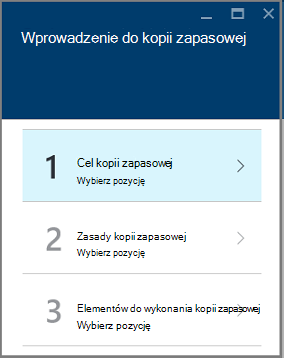 Wprowadzenie do kopii zapasowej
1
Cel kopii zapasowej
Wybierz pozycję
2
Zasady kopii zapasowej
Wybierz pozycję
3
Elementów do wykonania kopii zapasowej
Wybierz pozycję